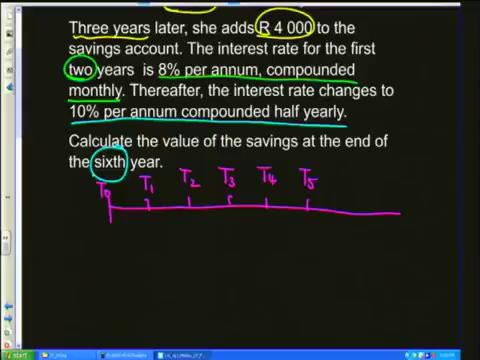 Three years later, she adds R 4 000 to the
savings account. The interest rate for the first
two years is 8% per annum, compounded
monthly. Thereafter, the interest rate changes to
10% per annum compounded half yearly.
Calculate the value of the savings at the end of
the sixth year.
T0 T1 T2 T3 T4 T5
start